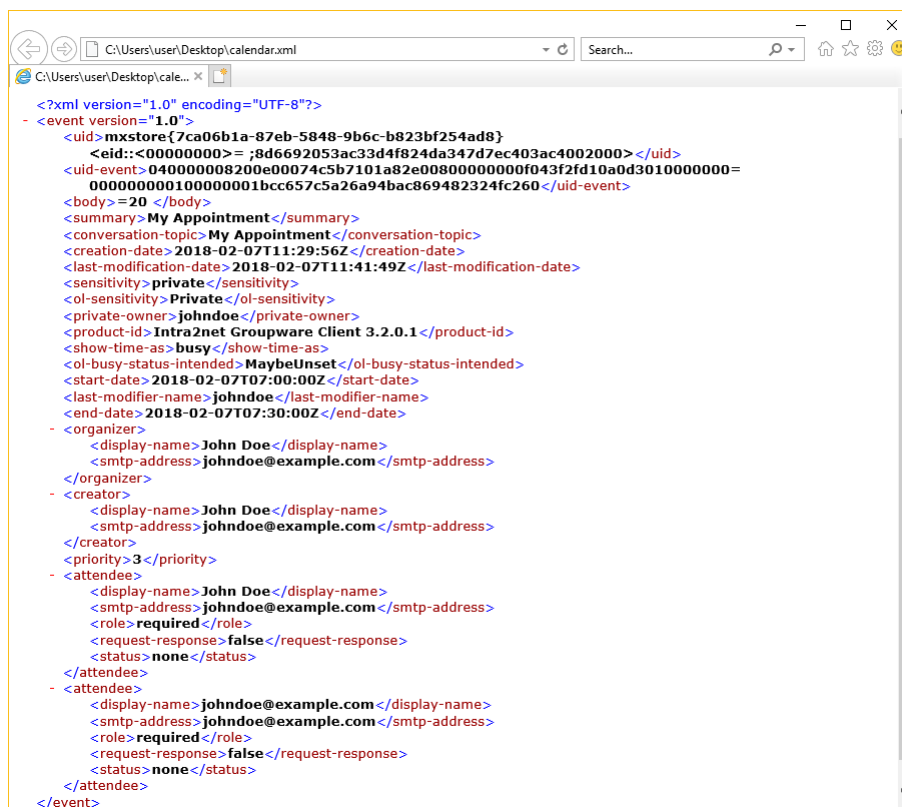 C:\Users\user\Desktop\calendar.xml
Search...
C:\Users\user\Desktop\cale...
<?xml version="1.0" encoding="UTF-8"?>
- <event version="1.0">
<uid>mxstore{7ca06b1a-87eb-5848-9b6c-b823bf254ad8}
<eid::<00000000>= ;8d6692053ac33d4f824da347d7ec403ac4002000></uid>
<uid-event>040000008200e00074c5b7101a82e00800000000f043f2fd10a0d3010000000=
000000000100000001bcc657c5a26a94bac869482324fc260</uid-event>
<body>=20 </body>
<summary>My Appointment</summary>
<conversation-topic>My Appointment</conversation-topic>
<creation-date>2018-02-07T11:29:56Z</creation-date>
<last-modification-date>2018-02-07T11:41:49Z</last-modification-date>
<sensitivity>private</sensitivity>
<ol-sensitivity>Private</ol-sensitivity>
<private-owner>johndoe</private-owner>
<product-id>Intra2net Groupware Client 3.2.0.1</product-id>
<show-time-as>busy</show-time-as>
<ol-busy-status-intended>MaybeUnset</ol-busy-status-intended>
<start-date>2018-02-07T07:00:00Z</start-date>
<last-modifier-name>johndoe</last-modifier-name>
<end-date>2018-02-07T07:30:00Z</end-date>
- <organizer>
<display-name>John Doe</display-name>
<smtp-address>johndoe@example.com</smtp-address>
</organizer>
- <creator>
<display-name>John Doe</display-name>
<smtp-address>johndoe@example.com</smtp-address>
</creator>
<priority>3</priority>
- <attendee>
<display-name>John Doe</display-name>
<smtp-address>johndoe@example.com</smtp-address>
<role>required</role>
<request-response>false</request-response>
<status>none</status>
</attendee>
- <attendee>
<display-name>johndoe@example.com</display-name>
<smtp-address>johndoe@example.com</smtp-address>
<role>required</role>
<request-response>false</request-response>
<status>none</status>
</attendee>
</event>